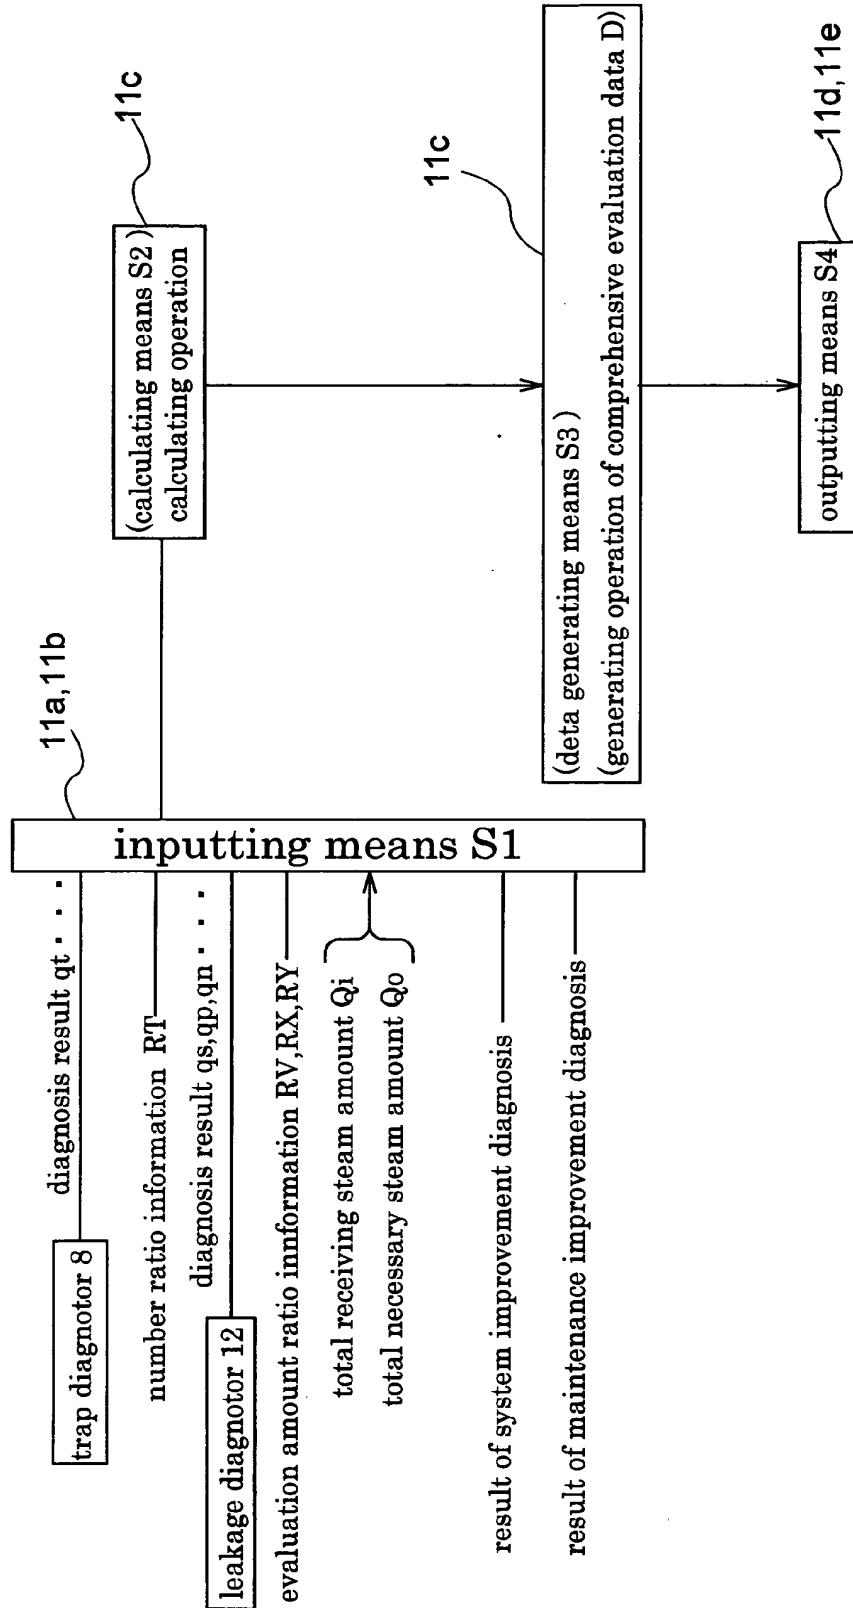 trap diagnotor 8
diagnosis result qt · · ·
number ratio information RT
leakage diagnotor 12
diagnosis result qs,qp,qn · · ·
evaluation amount ratio innformation RV,RX,RY
total receiving steam amount Qi
total necessary steam amount Qo
result of system improvement diagnosis
result of maintenance improvement diagnosis
inputting means S1
11a,11b
(calculating means S2)
calculating operation
11c
(deta generating means S3)
(generating operation of comprehensive evaluation data D)
11c
outputting means S4
11d,11e